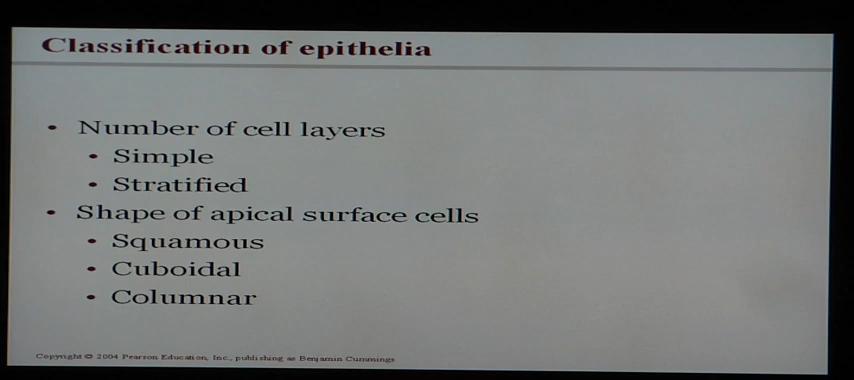 Classification of epithelia
• Number of cell layers
• Simple
• Stratified
• Shape of apical surface cells
• Squamous
• Cuboidal
• Columnar
Copyright © 2004 Pearson Education, Inc., publishing as Benjamin Cummings